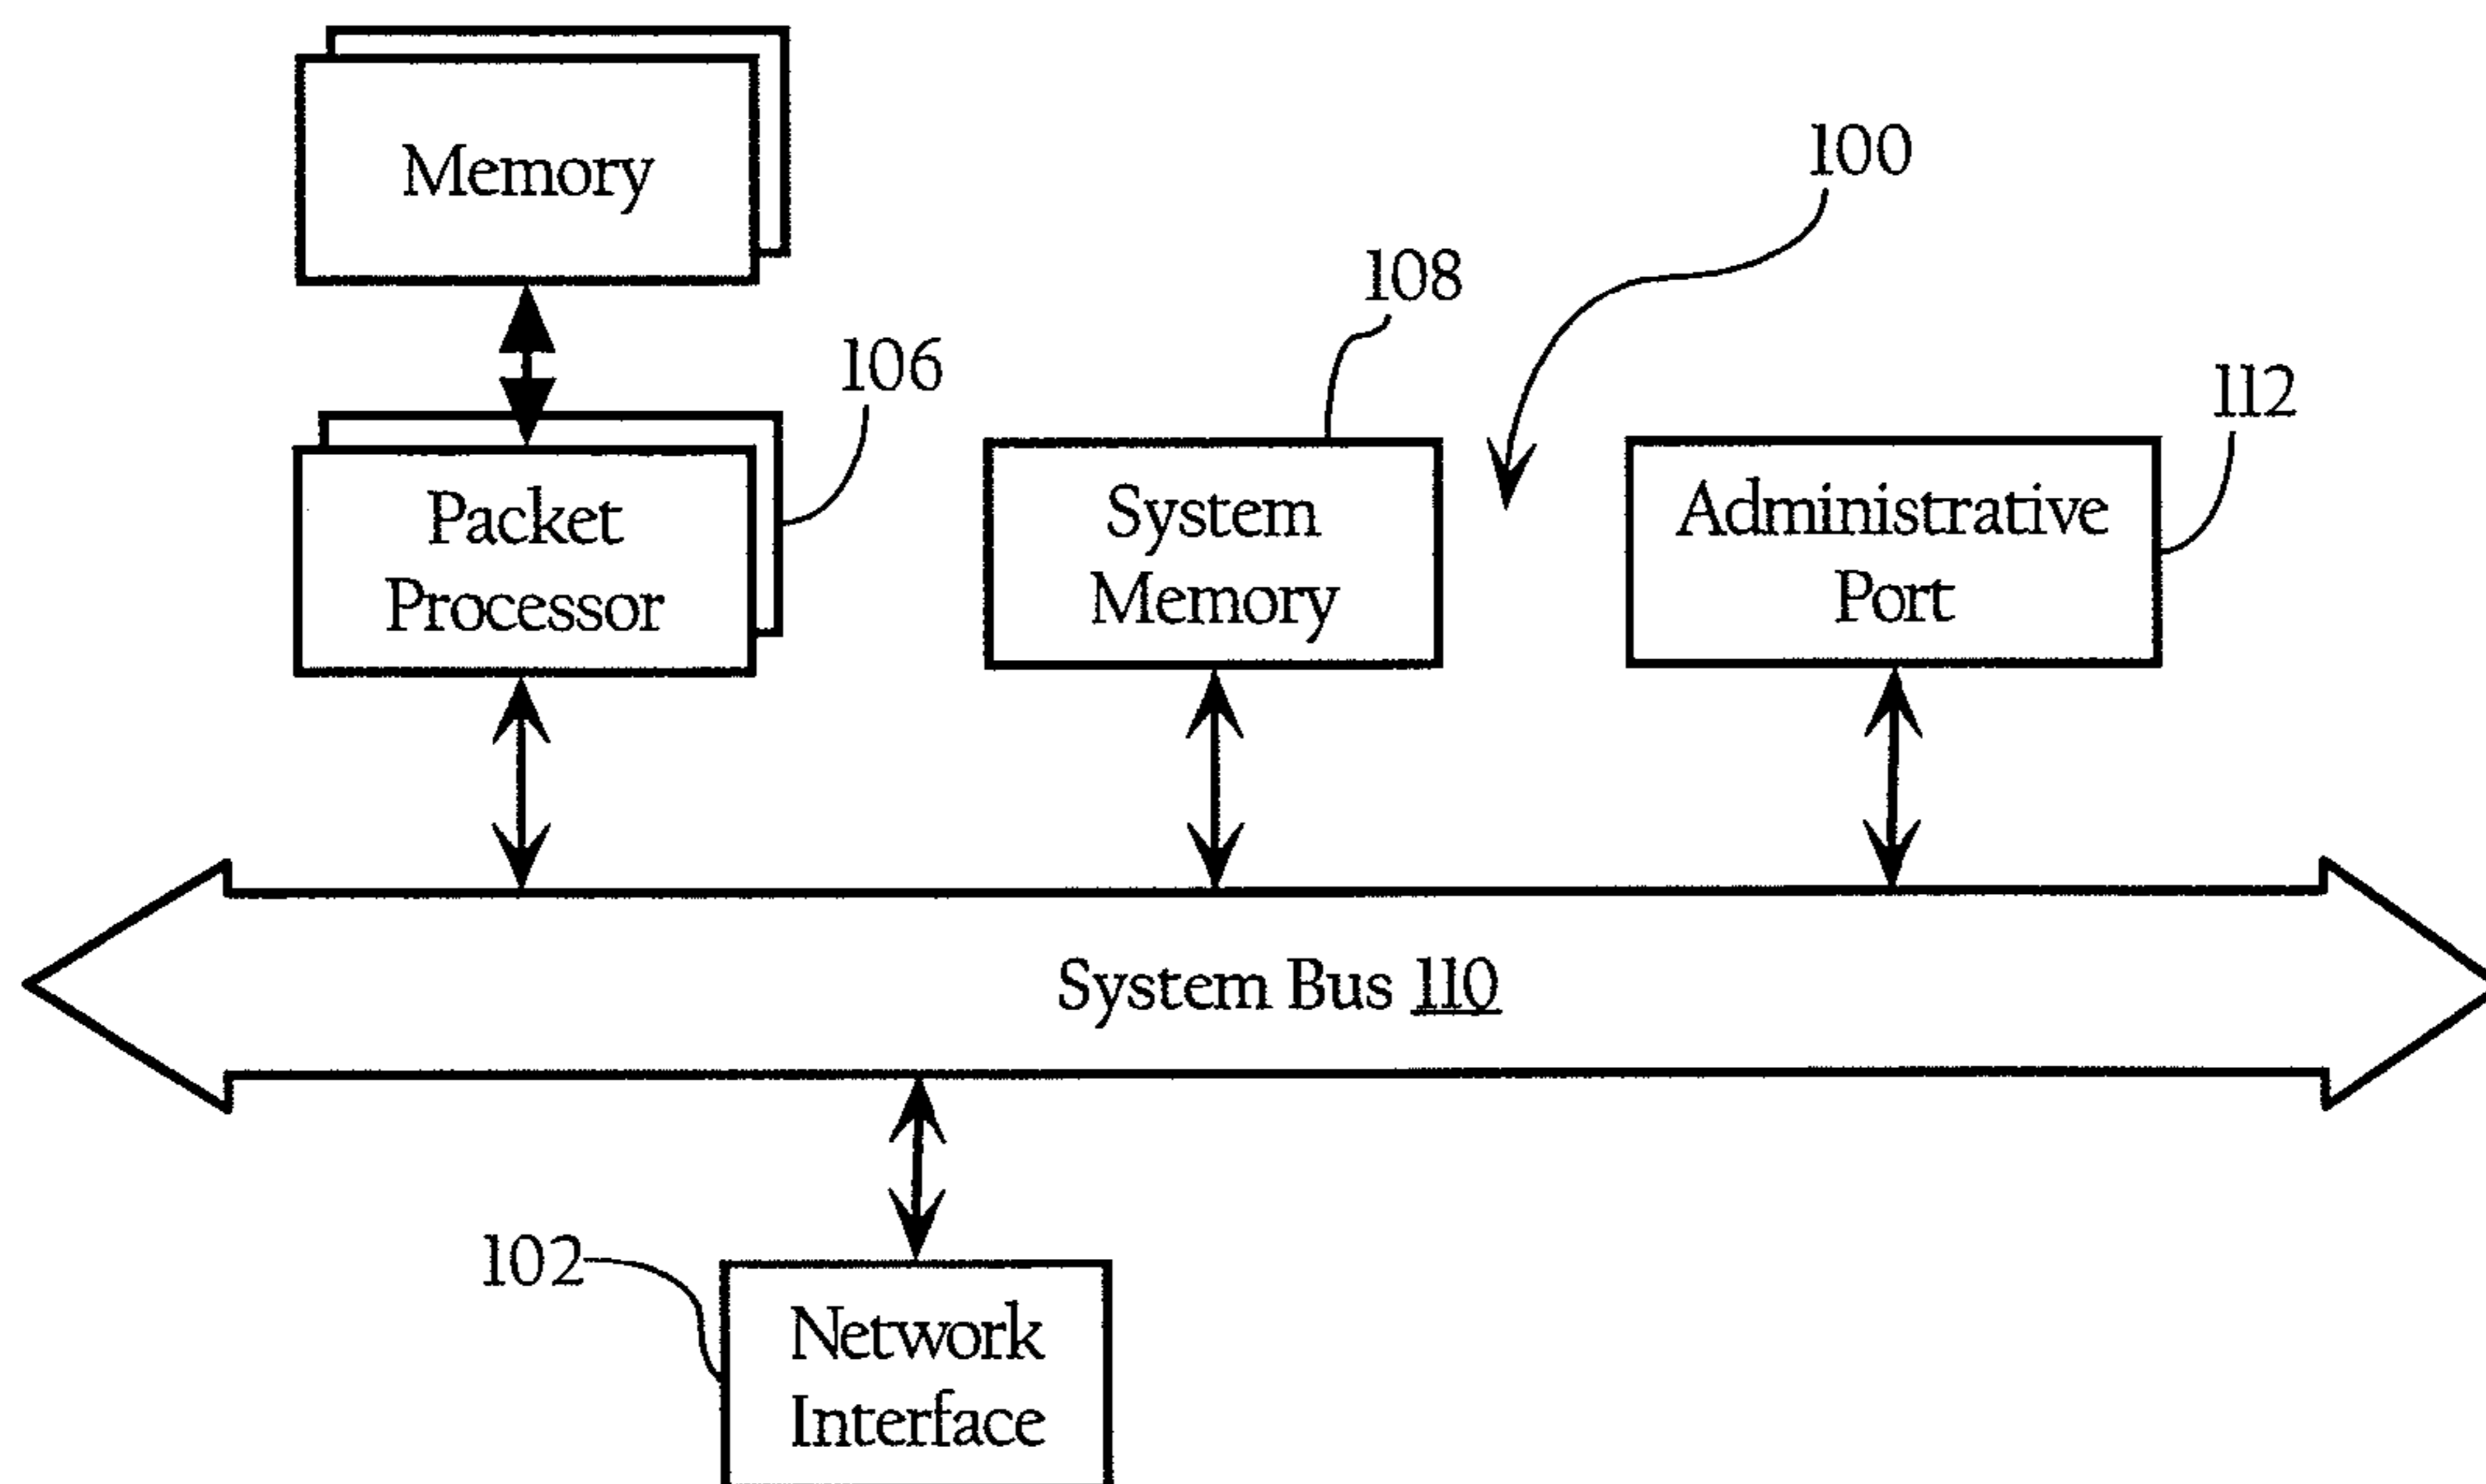 Memory
100
108
106
112
Packet
Processor
System
Memory
Administrative
Port
System Bus 110
102
Network
Interface